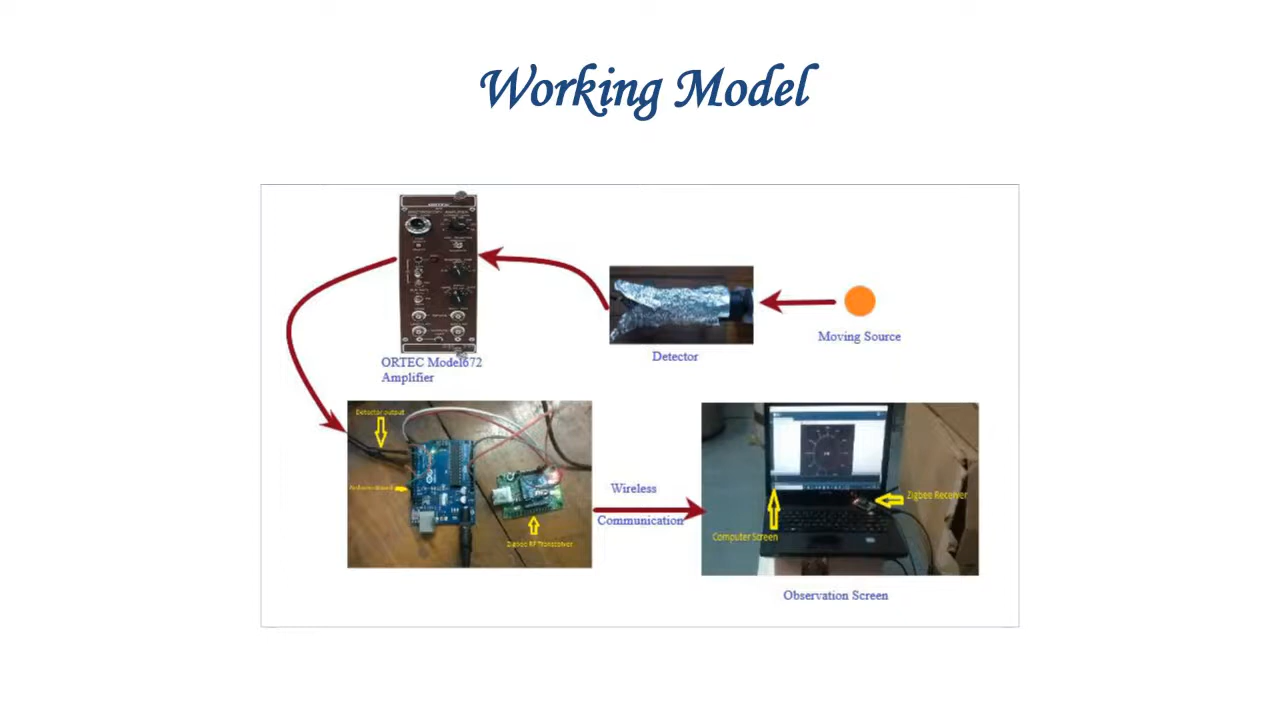 Working Model
Moving Source
Detector
ORTEC Model672
Amplifier
Detector output
Zigbee RF Transceiver
Wireless
Communication
Zigbee Receiver
Computer Screen
Observation Screen